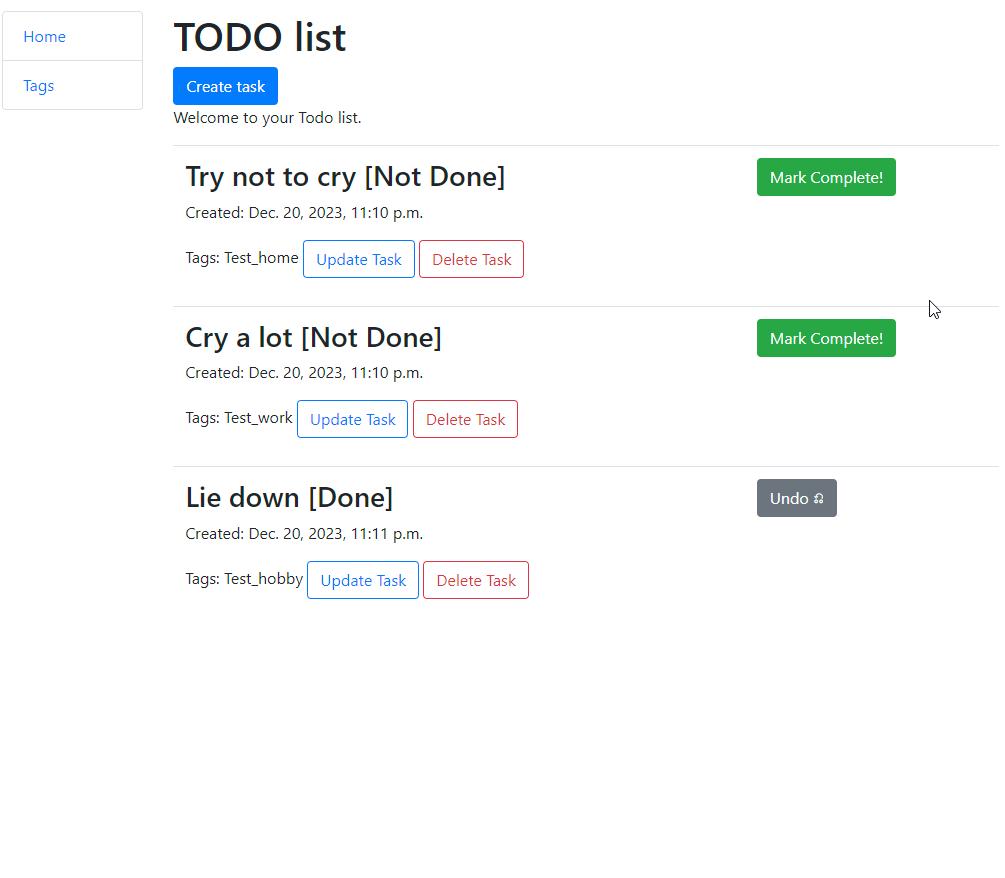 Home
Tags
TODO list
Create task
Welcome to your Todo list.
Try not to cry [Not Done]
Mark Complete!
Created: Dec. 20, 2023, 11:10 p.m.
Tags: Test_home Update Task Delete Task
Cry a lot [Not Done]
Mark Complete!
Created: Dec. 20, 2023, 11:10 p.m.
Tags: Test_work Update Task Delete Task
Lie down [Done]
Undo ⎌
Created: Dec. 20, 2023, 11:11 p.m.
Tags: Test_hobby Update Task Delete Task